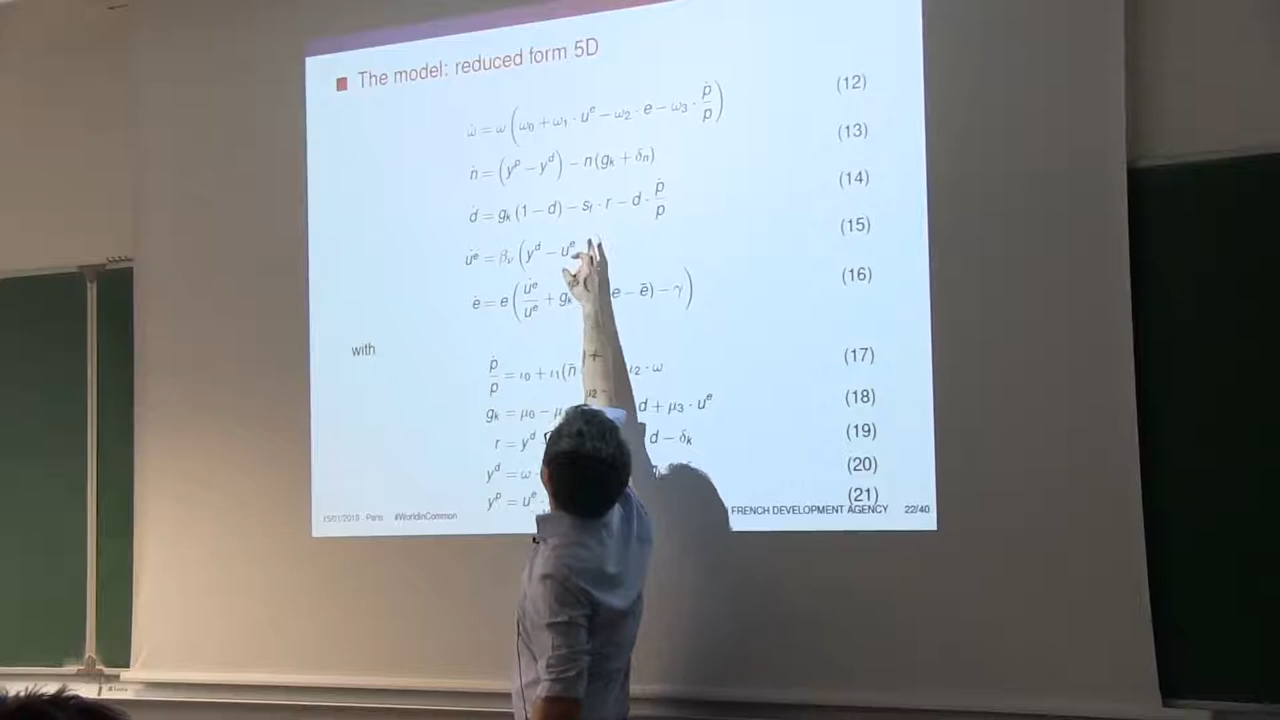 The model: reduced form 5D
ω̇ = ω(ω₀ + ω₁ · uᵉ − ω₂ · e − ω₃ · ṗ/p) (12)
ṅ = (yᵖ − yᵈ) − n(gₖ + δₙ) (13)
ḋ = gₖ(1 − d) − s_f · r − d · ṗ/p (14)
u̇ᵉ = βᵥ(yᵈ − uᵉ (15)
ė = e(u̇ᵉ/uᵉ + gₖ e − ē) − γ) (16)
with
ṗ/p = ι₀ + ι₁(n̄ ι₂ · ω (17)
gₖ = μ₀ − d + μ₃ · uᵉ (18)
r = yᵈ d − δₖ (19)
yᵈ = ω (20)
yᵖ = uᵉ · (21)
15/01/2019 Paris #WorldinCommon FRENCH DEVELOPMENT AGENCY 22/40